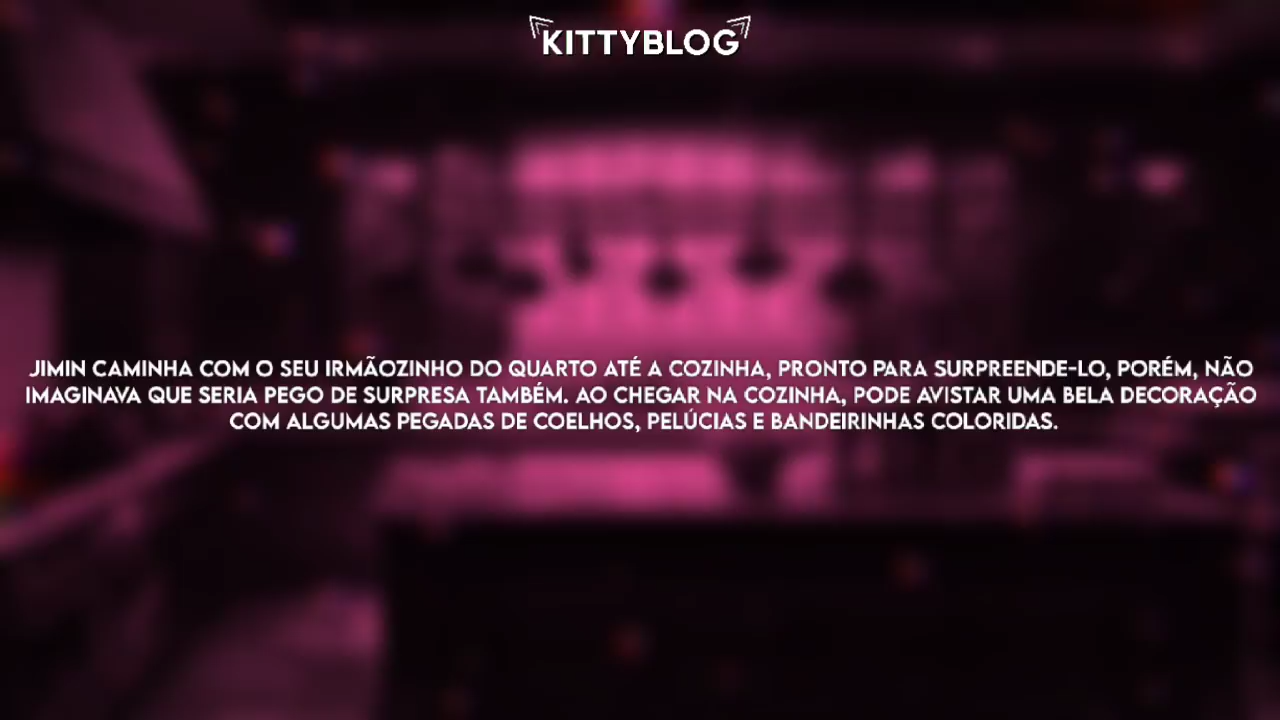 KITTYBLOG
JIMIN CAMINHA COM O SEU IRMÃOZINHO DO QUARTO ATÉ A COZINHA, PRONTO PARA SURPREENDE-LO, PORÉM, NÃO
IMAGINAVA QUE SERIA PEGO DE SURPRESA TAMBÉM. AO CHEGAR NA COZINHA, PODE AVISTAR UMA BELA DECORAÇÃO
COM ALGUMAS PEGADAS DE COELHOS, PELÚCIAS E BANDEIRINHAS COLORIDAS.